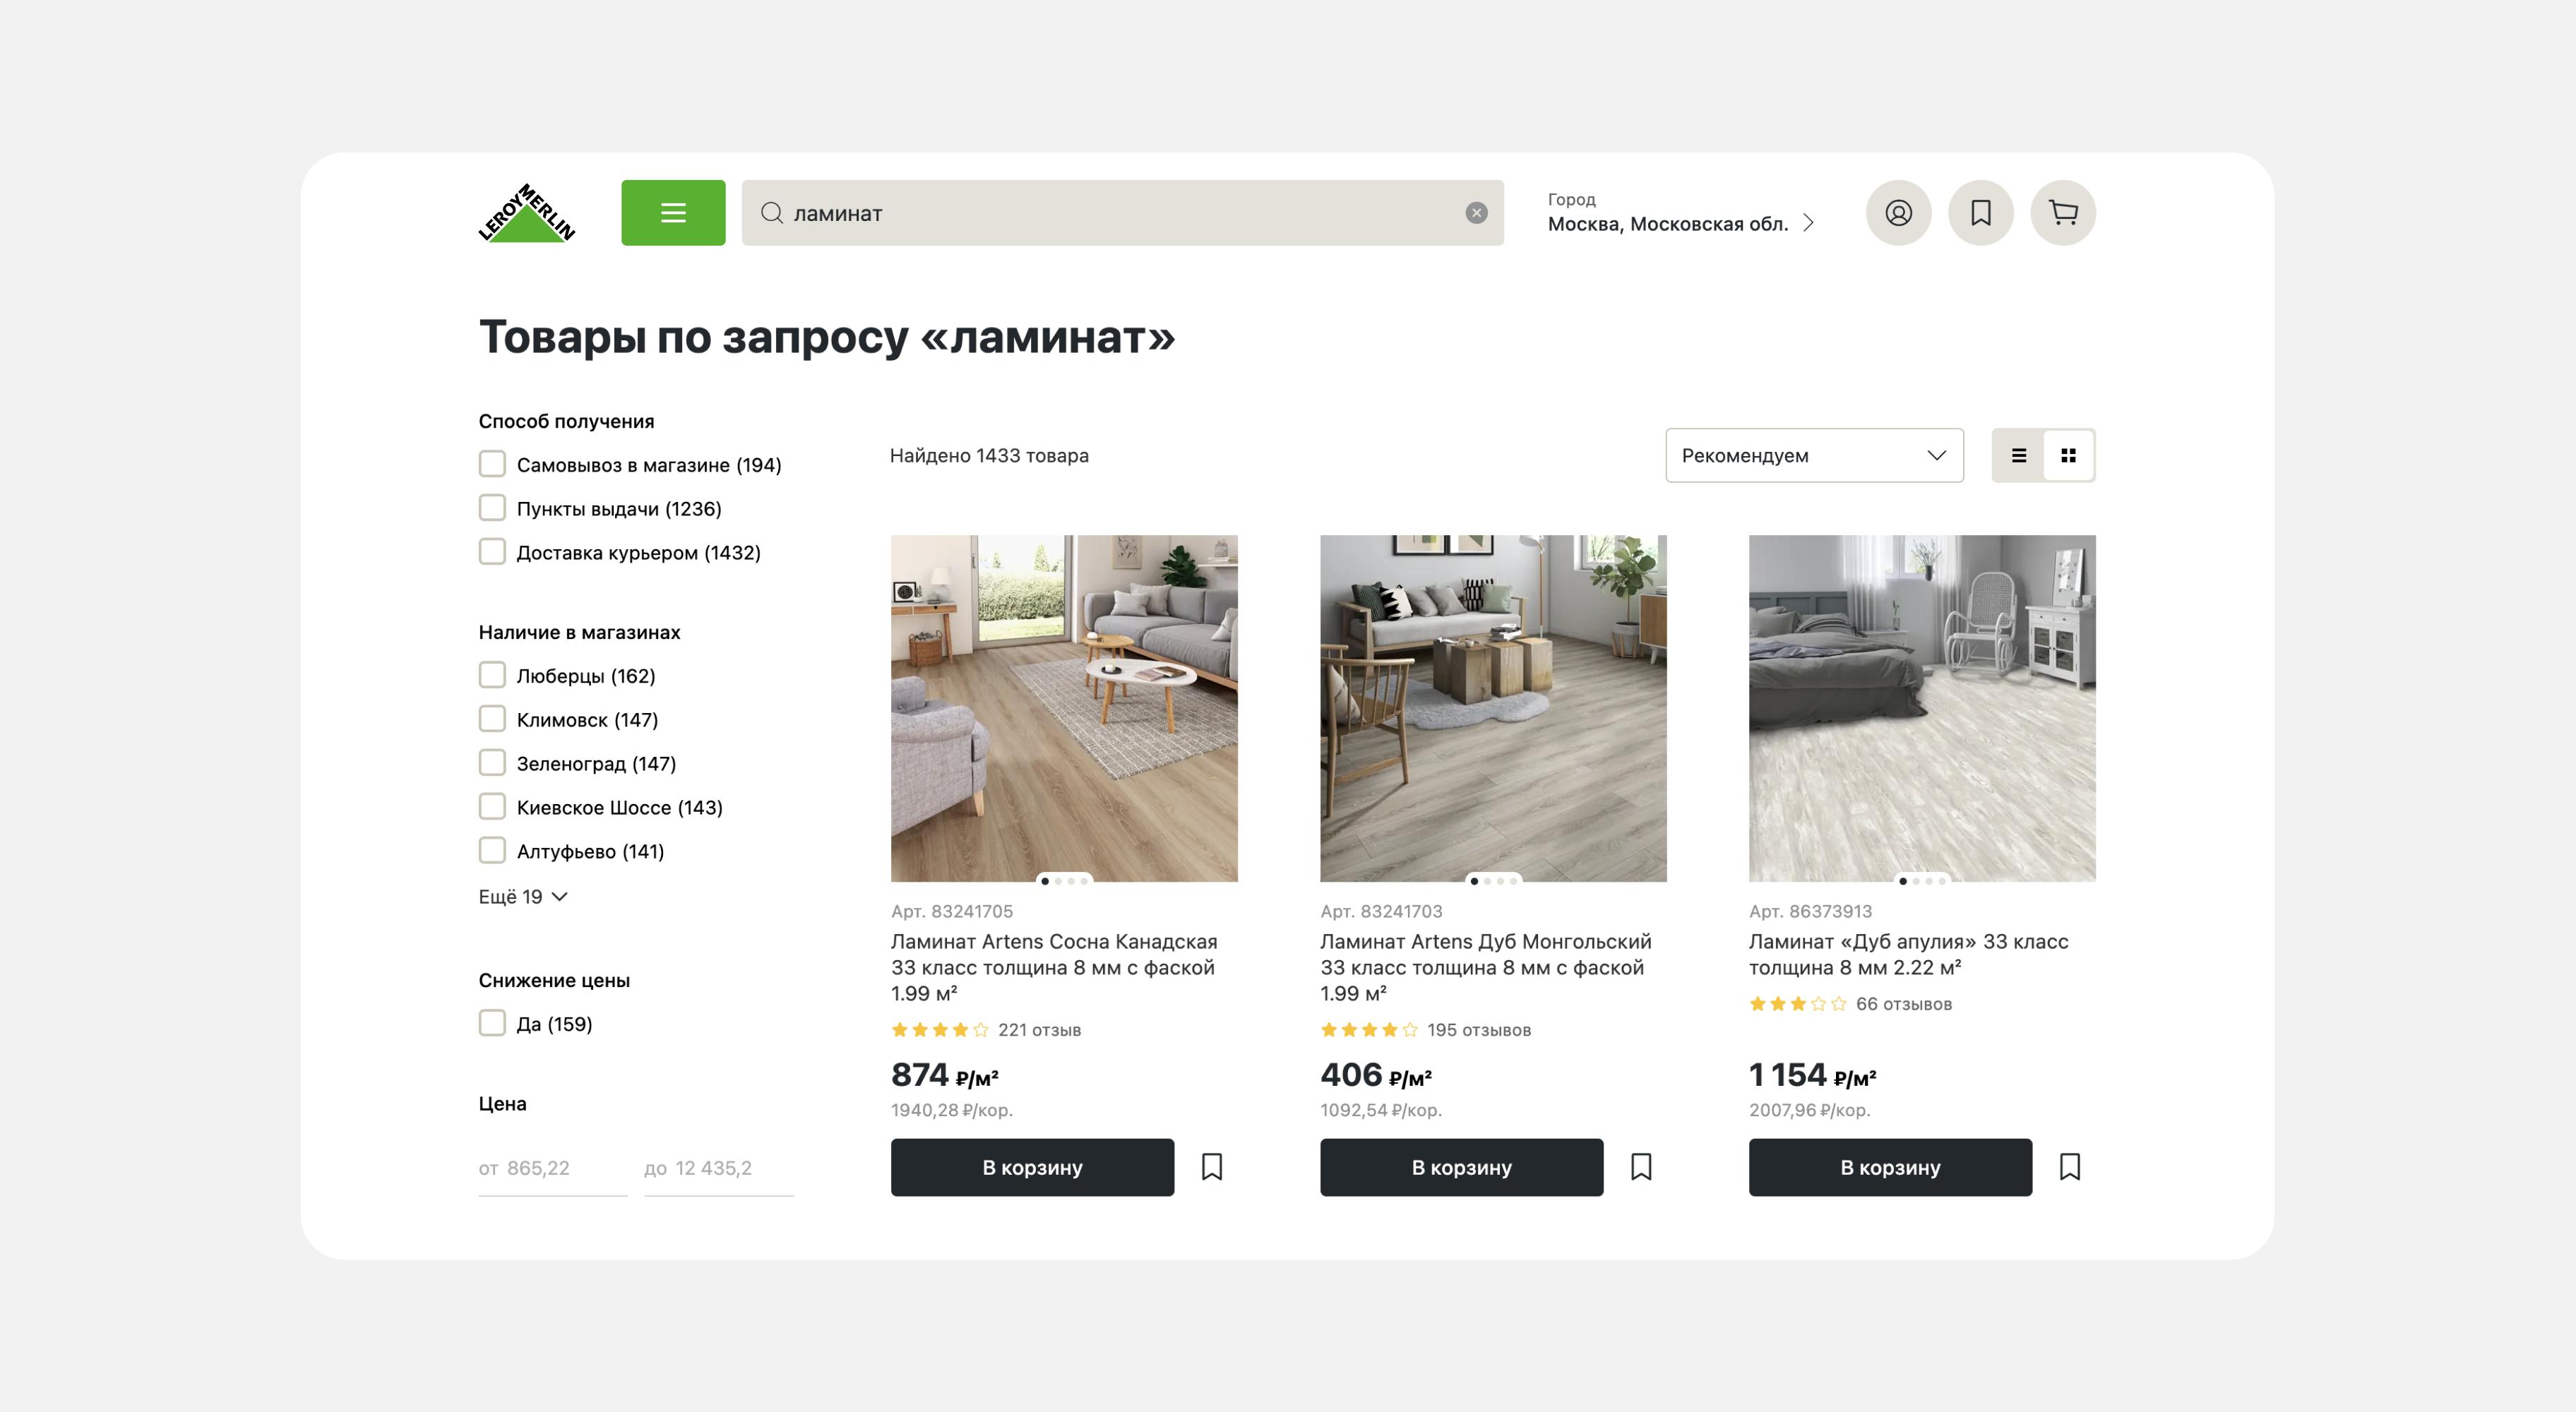 LEROY MERLIN
ламинат
Город
Москва, Московская обл.
Товары по запросу «ламинат»
Способ получения
Самовывоз в магазине (194)
Пункты выдачи (1236)
Доставка курьером (1432)
Наличие в магазинах
Люберцы (162)
Климовск (147)
Зеленоград (147)
Киевское Шоссе (143)
Алтуфьево (141)
Ещё 19
Снижение цены
Да (159)
Цена
от 865,22
до 12 435,2
Найдено 1433 товара
Рекомендуем
Арт. 83241705
Ламинат Artens Сосна Канадская
33 класс толщина 8 мм с фаской
1.99 м²
221 отзыв
874 ₽/м²
1940,28 ₽/кор.
В корзину
Арт. 83241703
Ламинат Artens Дуб Монгольский
33 класс толщина 8 мм с фаской
1.99 м²
195 отзывов
406 ₽/м²
1092,54 ₽/кор.
В корзину
Арт. 86373913
Ламинат «Дуб апулия» 33 класс
толщина 8 мм 2.22 м²
66 отзывов
1 154 ₽/м²
2007,96 ₽/кор.
В корзину